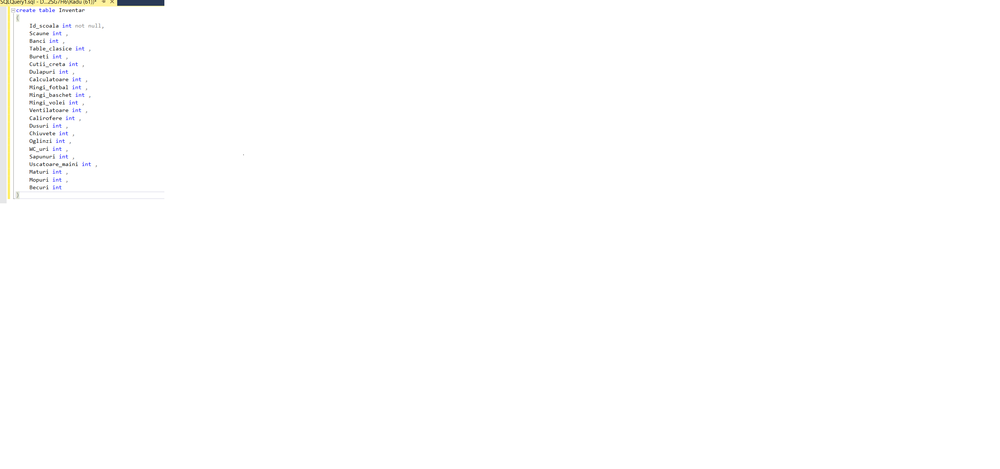 SQLQuery1.sql - D...2SG7H6\Radu (61))*
create table Inventar
(
Id_scoala int not null,
Scaune int ,
Banci int ,
Table_clasice int ,
Bureti int ,
Cutii_creta int ,
Dulapuri int ,
Calculatoare int ,
Mingi_fotbal int ,
Mingi_baschet int ,
Mingi_volei int ,
Ventilatoare int ,
Calirofere int ,
Dusuri int ,
Chiuvete int ,
Oglinzi int ,
WC_uri int ,
Sapunuri int ,
Uscatoare_maini int ,
Maturi int ,
Mopuri int ,
Becuri int
)